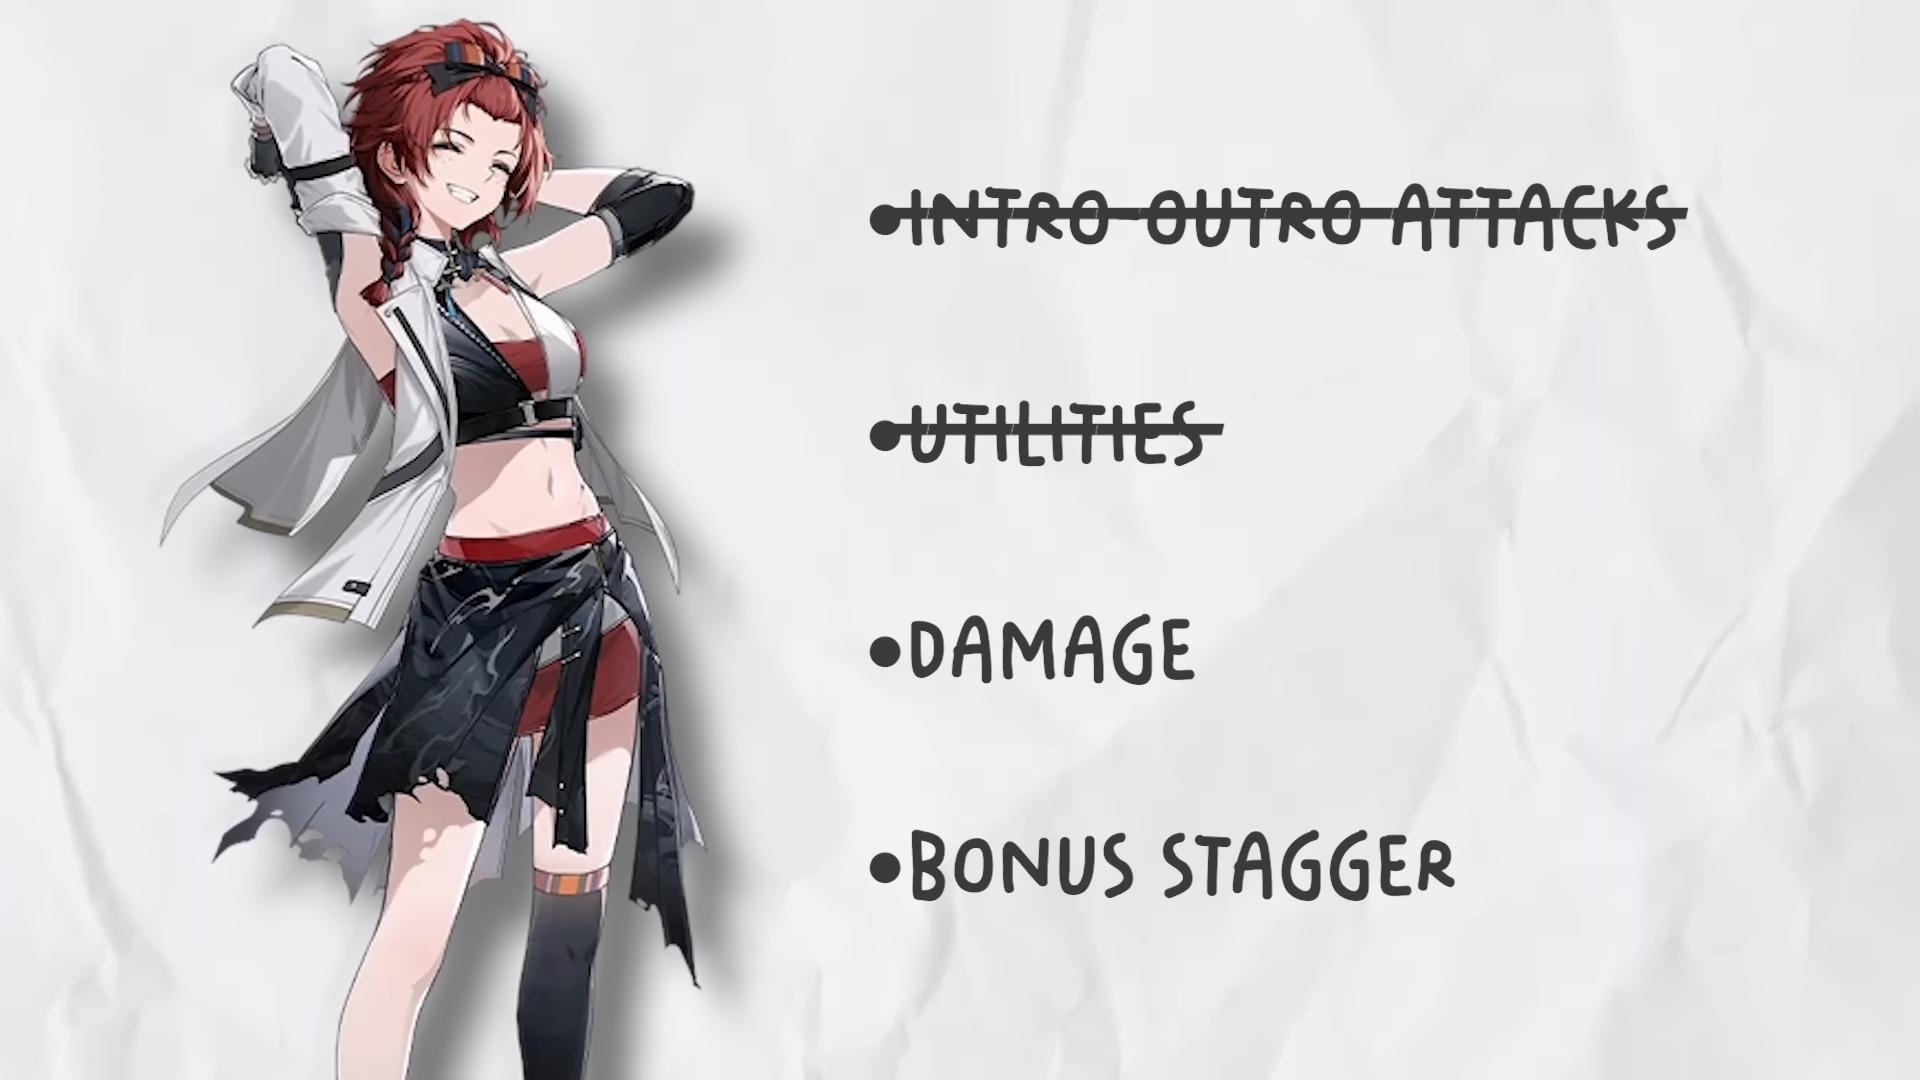 •INTRO OUTRO ATTACKS
•UTILITIES
•DAMAGE
•BONUS STAGGER